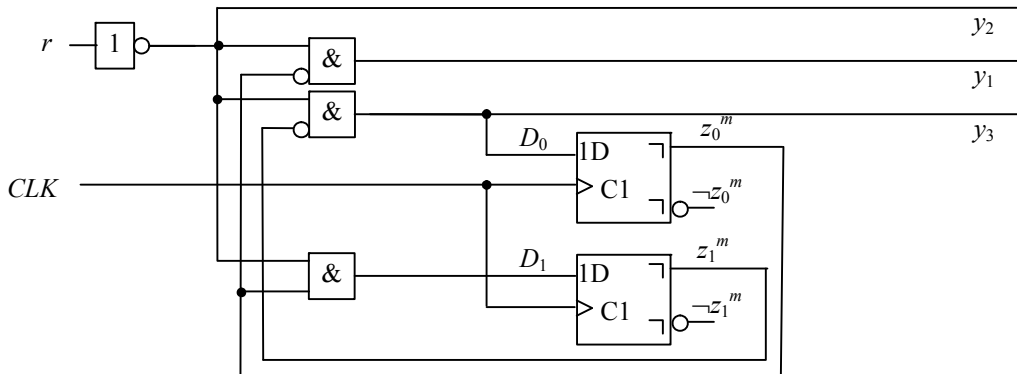 y₂
r 1 &
y₁
&
y₃
D₀ z₀ᵐ
1D
CLK C1 ¬z₀ᵐ
& D₁ z₁ᵐ
1D
C1 ¬z₁ᵐ